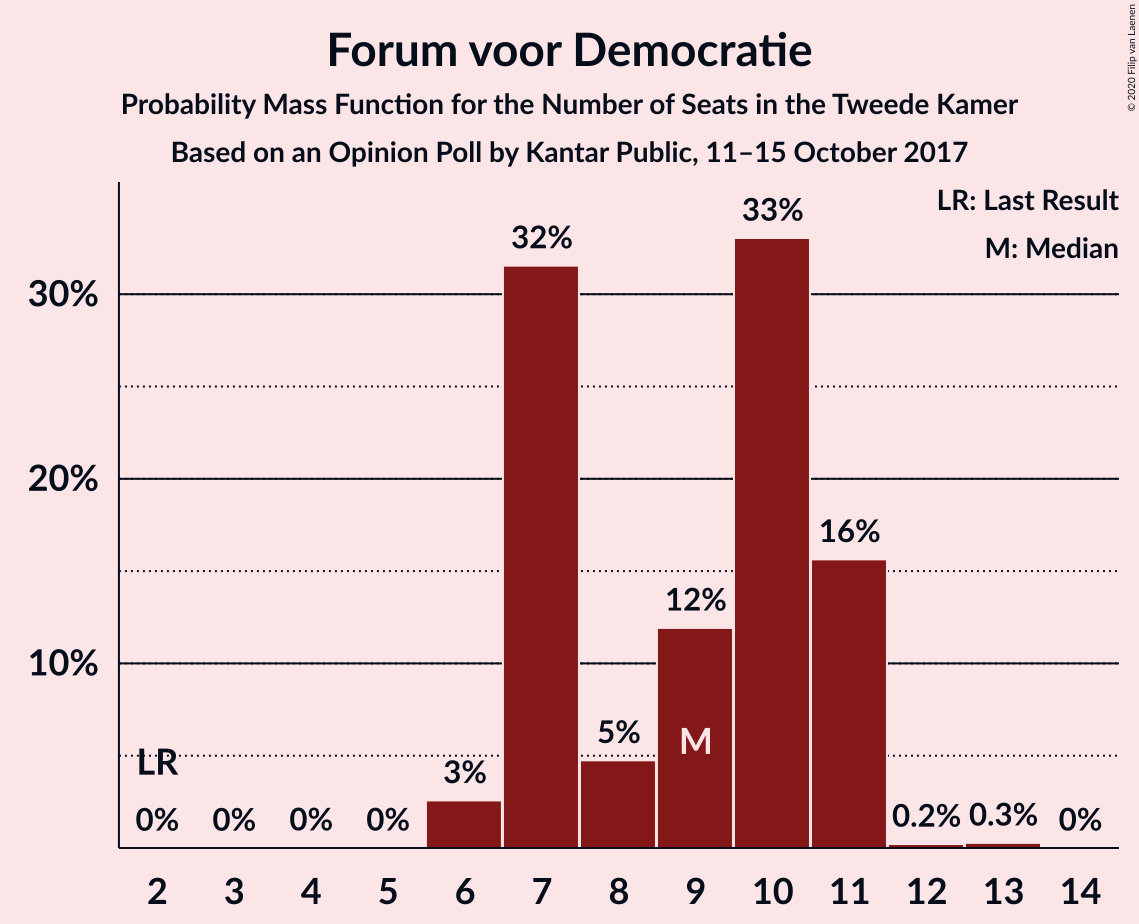 Forum voor Democratie
Probability Mass Function for the Number of Seats in the Tweede Kamer
Based on an Opinion Poll by Kantar Public, 11–15 October 2017
© 2020 Filip van Laenen
LR: Last Result
M: Median
33%
32%
30%
20%
16%
12%
10%
5%
M
LR
3%
0% 0% 0% 0% 0.2% 0.3% 0%
2 3 4 5 6 7 8 9 10 11 12 13 14